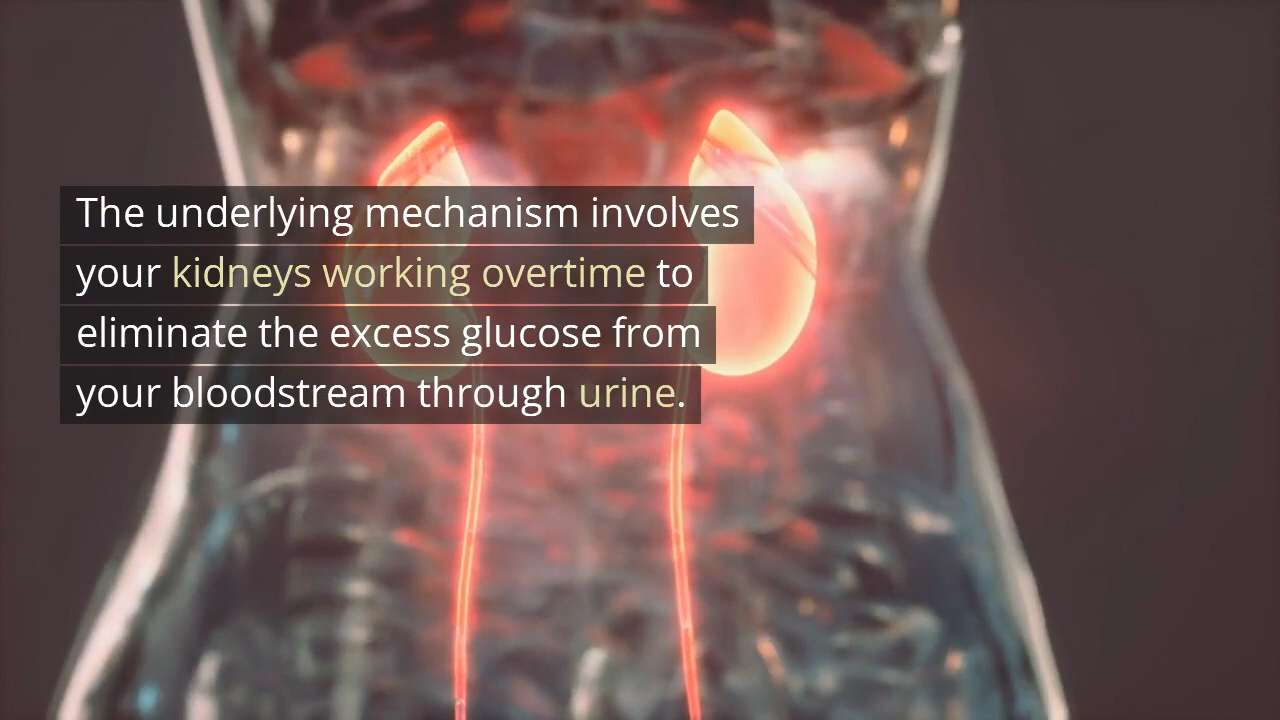 The underlying mechanism involves
your kidneys working overtime to
eliminate the excess glucose from
your bloodstream through urine.